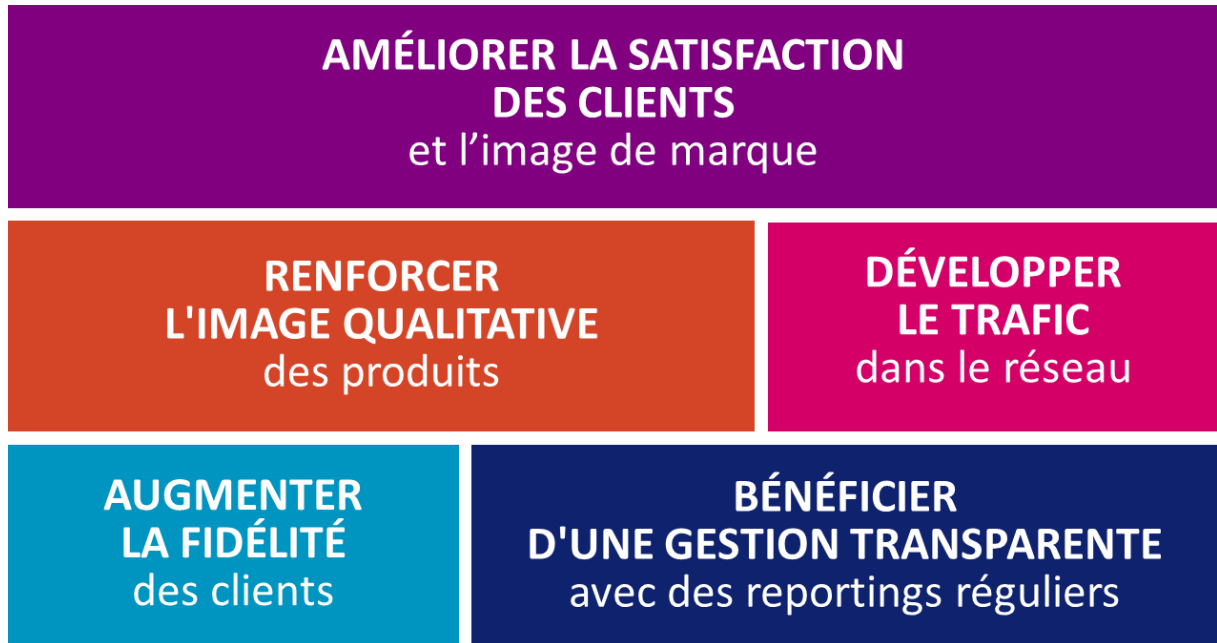 AMÉLIORER LA SATISFACTION
DES CLIENTS
et l’image de marque
RENFORCER
L'IMAGE QUALITATIVE
des produits
DÉVELOPPER
LE TRAFIC
dans le réseau
AUGMENTER
LA FIDÉLITÉ
des clients
BÉNÉFICIER
D'UNE GESTION TRANSPARENTE
avec des reportings réguliers